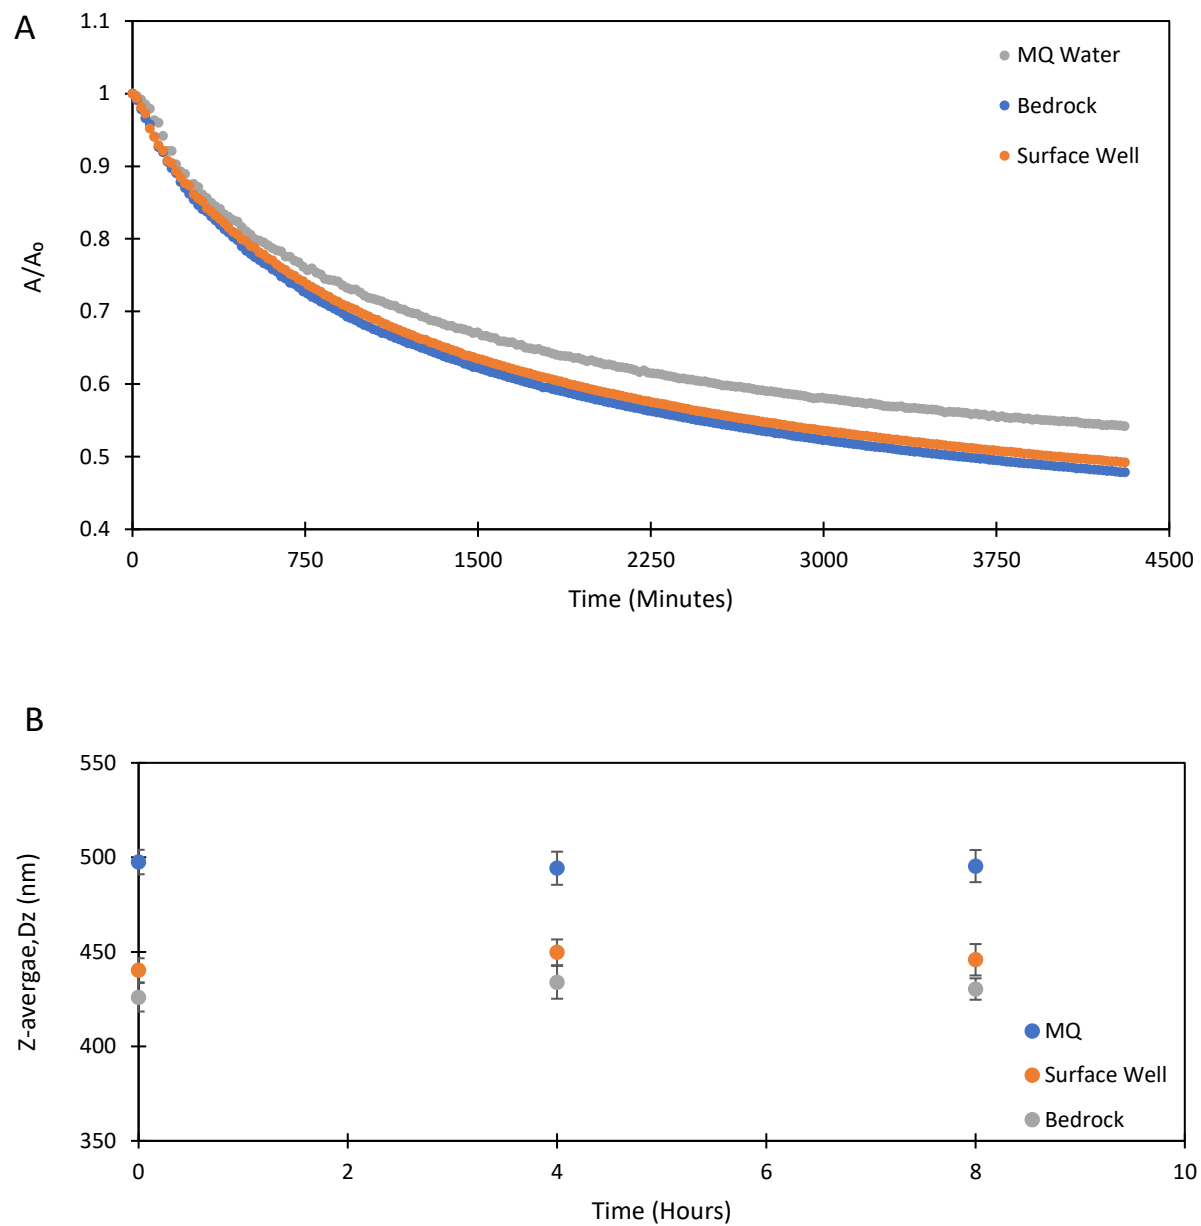 A
1.1
1
0.9
0.8
0.7
0.6
0.5
0.4
A/A₀
MQ Water
Bedrock
Surface Well
0 750 1500 2250 3000 3750 4500
Time (Minutes)
B
550
500
450
400
350
Z-avergae,Dz (nm)
MQ
Surface Well
Bedrock
0 2 4 6 8 10
Time (Hours)